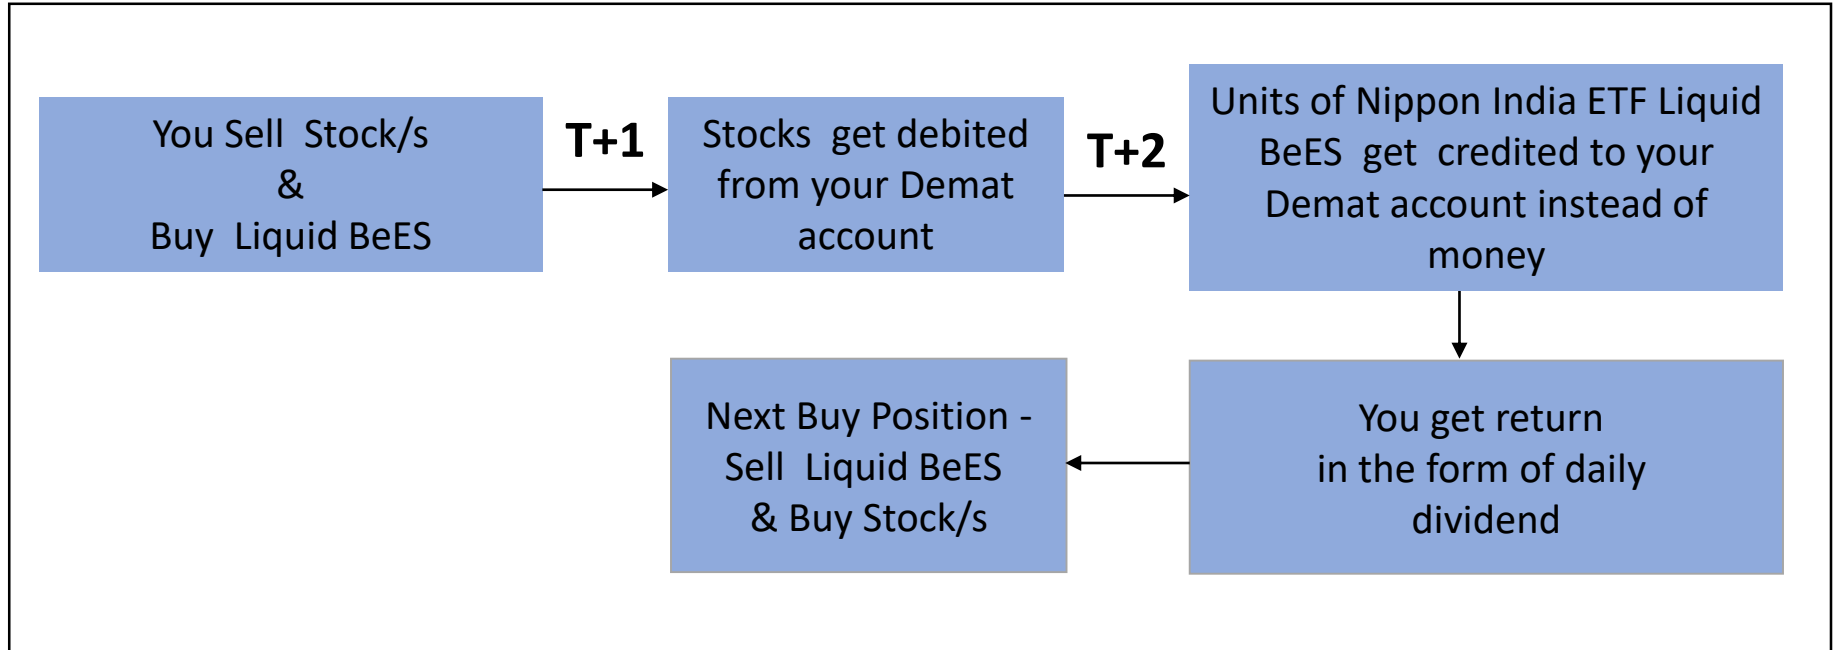 You Sell  Stock/s
&
Buy  Liquid BeES
T+1
Stocks  get debited
from your Demat
account
T+2
Units of Nippon India ETF Liquid
BeES  get  credited to your
Demat account instead of
money
You get return
in the form of daily
dividend
Next Buy Position -
Sell  Liquid BeES
& Buy Stock/s